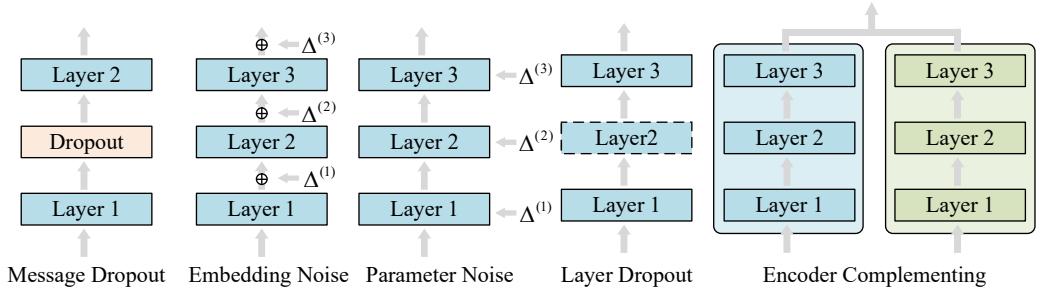 Layer 2
Dropout
Layer 1
Message Dropout
⊕ Δ(3)
Layer 3
⊕ Δ(2)
Layer 2
⊕ Δ(1)
Layer 1
Embedding Noise
Layer 3
Δ(3)
Layer 2
Δ(2)
Layer 1
Δ(1)
Parameter Noise
Layer 3
Layer2
Layer 1
Layer Dropout
Layer 3
Layer 2
Layer 1
Layer 3
Layer 2
Layer 1
Encoder Complementing